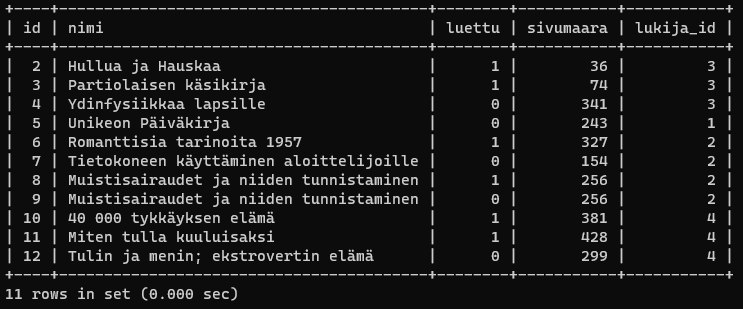 +----+-----------------------------------------+--------+-----------+-----------+
| id | nimi                                    | luettu | sivumaara | lukija_id |
+----+-----------------------------------------+--------+-----------+-----------+
|  2 | Hullua ja Hauskaa                       |      1 |        36 |         3 |
|  3 | Partiolaisen käsikirja                  |      1 |        74 |         3 |
|  4 | Ydinfysiikkaa lapsille                  |      0 |       341 |         3 |
|  5 | Unikeon Päiväkirja                      |      0 |       243 |         1 |
|  6 | Romanttisia tarinoita 1957              |      1 |       327 |         2 |
|  7 | Tietokoneen käyttäminen aloittelijoille |      0 |       154 |         2 |
|  8 | Muistisairaudet ja niiden tunnistaminen |      1 |       256 |         2 |
|  9 | Muistisairaudet ja niiden tunnistaminen |      0 |       256 |         2 |
| 10 | 40 000 tykkäyksen elämä                 |      1 |       381 |         4 |
| 11 | Miten tulla kuuluisaksi                 |      1 |       428 |         4 |
| 12 | Tulin ja menin; ekstrovertin elämä      |      0 |       299 |         4 |
+----+-----------------------------------------+--------+-----------+-----------+
11 rows in set (0.000 sec)